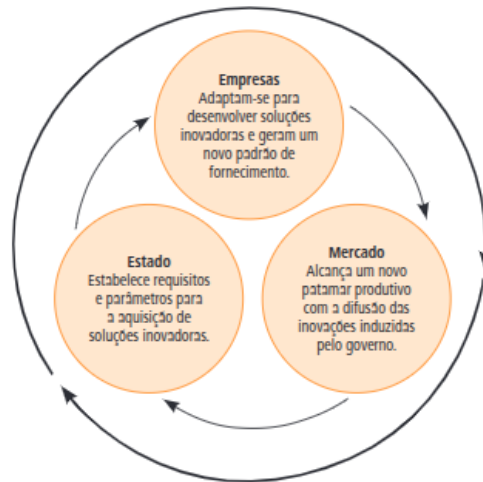 Empresas
Adaptam-se para
desenvolver soluções
inovadoras e geram um
novo padrão de
fornecimento.
Estado
Estabelece requisitos
e parâmetros para
a aquisição de
soluções inovadoras.
Mercado
Alcança um novo
patamar produtivo
com a difusão das
inovações induzidas
pelo governo.